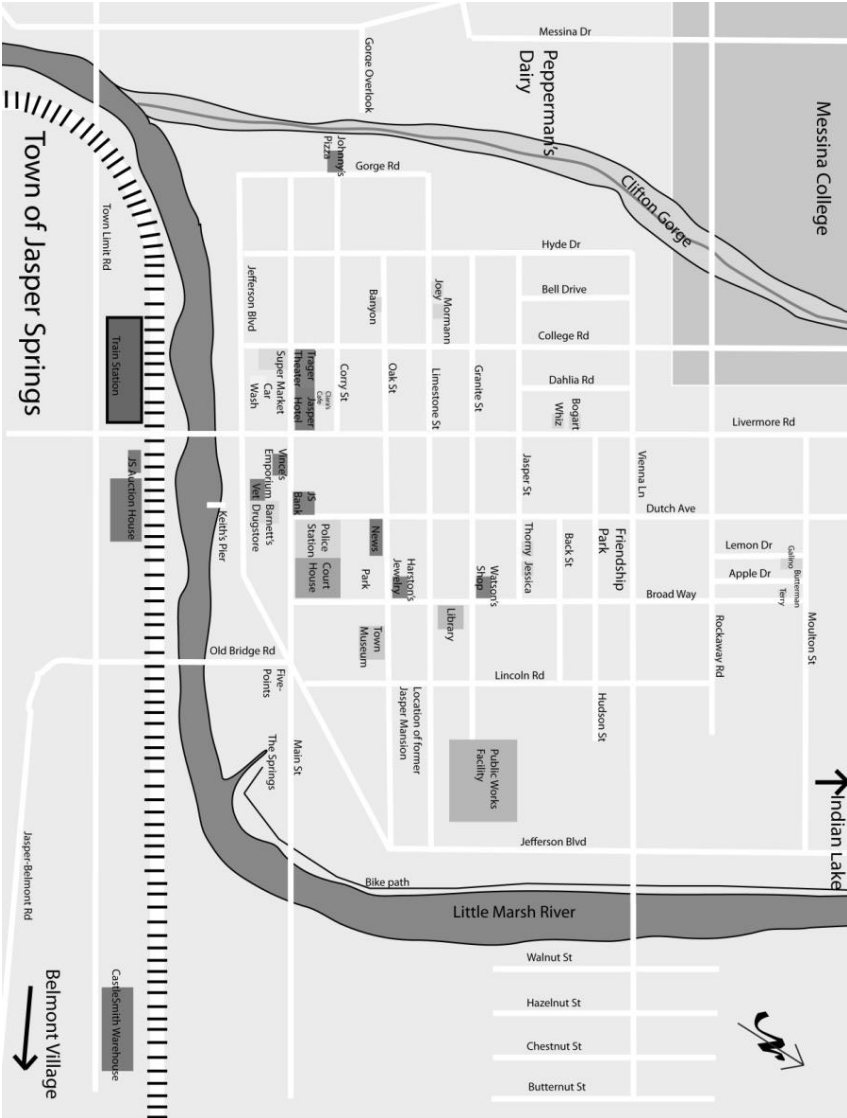 Messina Dr
Gorge Overlook
Pepperman's
Dairy
Messina College
Johnny's
Pizza
Gorge Rd
Clifton Gorge
Town of Jasper Springs
Town Limit Rd
Hyde Dr
Jefferson Blvd
Banyon
Joey
Mormann
Bell Drive
College Rd
Train Station
Super Market
Car
Wash
Trager
Theater
Jasper
Hotel
Clara's
Cafe
Corry St
Oak St
Limestone St
Granite St
Dahlia Rd
Bogart
Whiz
Livermore Rd
JS Auction House
Vince's
Emporium
Vet
Barnett's
Drugstore
JS
Bank
Jasper St
Vienna Ln
Dutch Ave
Keith's Pier
Police
Station
Court
House
News
Park
Harston's
Jewelry
Watson's
Shop
Thorny
Jessica
Back St
Friendship
Park
Lemon Dr
Galino
Butterman
Apple Dr
Terry
Broad Way
Library
Town
Museum
Rockaway Rd
Moulton St
Old Bridge Rd
Five-
Points
Lincoln Rd
Hudson St
The Springs
Main St
Location of former
Jasper Mansion
Public Works
Facility
Indian Lake
Jefferson Blvd
Jasper-Belmont Rd
Bike path
Little Marsh River
Walnut St
CastleSmith Warehouse
Belmont Village
Hazelnut St
Chestnut St
Butternut St
N